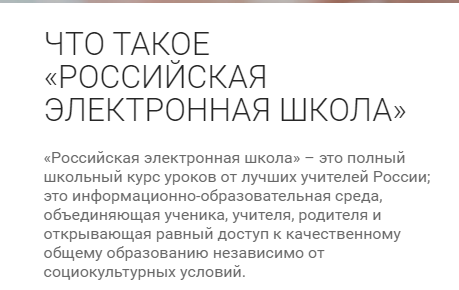 ЧТО ТАКОЕ
«РОССИЙСКАЯ
ЭЛЕКТРОННАЯ ШКОЛА»
«Российская электронная школа» – это полный
школьный курс уроков от лучших учителей России;
это информационно-образовательная среда,
объединяющая ученика, учителя, родителя и
открывающая равный доступ к качественному
общему образованию независимо от
социокультурных условий.